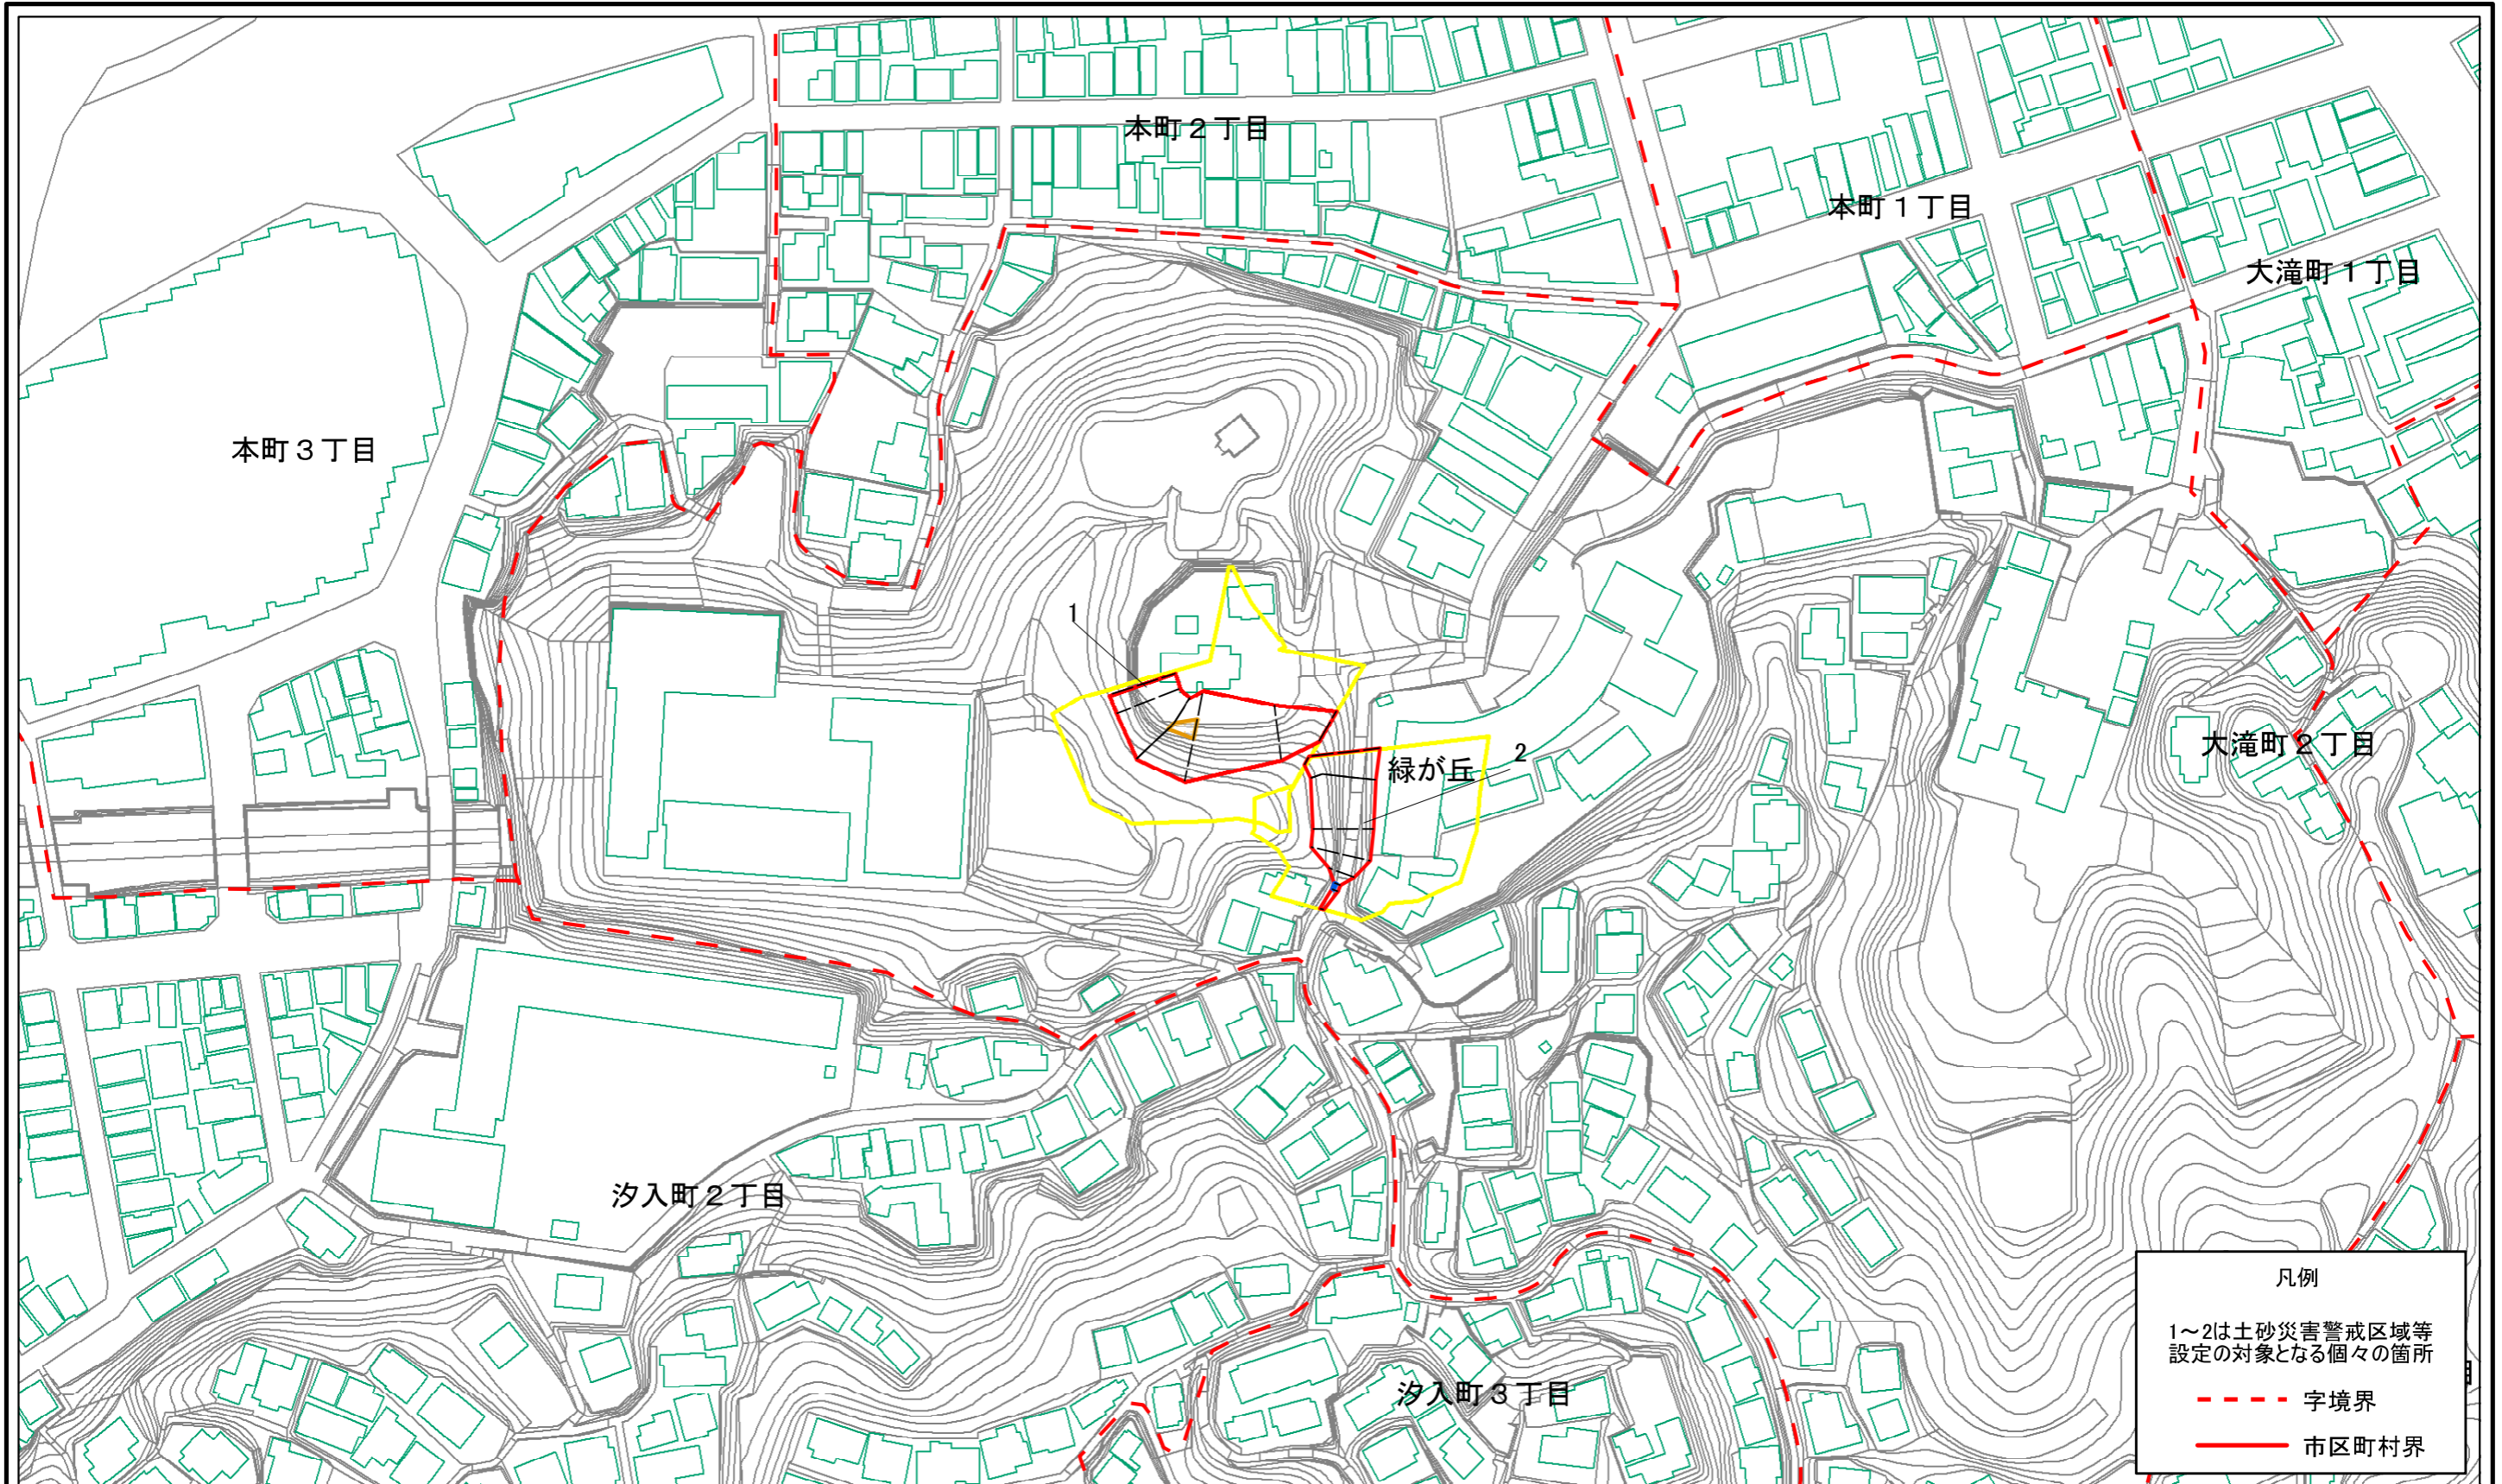 本町２丁目
本町１丁目
大滝町１丁目
本町３丁目
1
大滝町２丁目
2
緑が丘
汐入町２丁目
凡例
1～2は土砂災害警戒区域等
設定の対象となる個々の箇所
汐入町３丁目
字境界
市区町村界